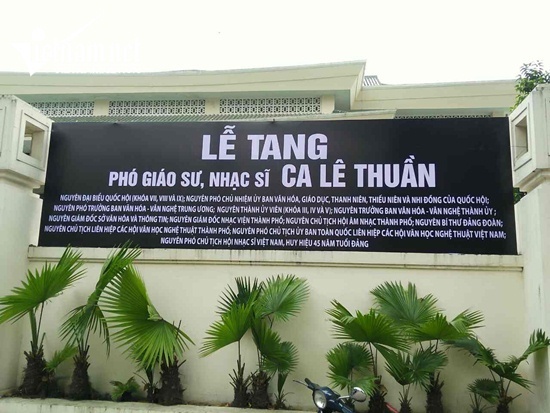 LỄ TANG
PHÓ GIÁO SƯ, NHẠC SĨ CA LÊ THUẦN
NGUYÊN ĐẠI BIỂU QUỐC HỘI (KHÓA VII, VIII VÀ IX); NGUYÊN PHÓ CHỦ NHIỆM ỦY BAN VĂN HÓA, GIÁO DỤC, THANH NIÊN, THIẾU NIÊN VÀ NHI ĐỒNG CỦA QUỐC HỘI;
NGUYÊN PHÓ TRƯỞNG BAN VĂN HÓA - VĂN NGHỆ TRUNG ƯƠNG; NGUYÊN THÀNH ỦY VIÊN (KHÓA III, IV VÀ V); NGUYÊN TRƯỞNG BAN VĂN HÓA - VĂN NGHỆ THÀNH ỦY;
NGUYÊN GIÁM ĐỐC SỞ VĂN HÓA VÀ THÔNG TIN; NGUYÊN GIÁM ĐỐC NHẠC VIỆN THÀNH PHỐ; NGUYÊN CHỦ TỊCH HỘI ÂM NHẠC THÀNH PHỐ; NGUYÊN BÍ THƯ ĐẢNG ĐOÀN;
NGUYÊN CHỦ TỊCH LIÊN HIỆP CÁC HỘI VĂN HỌC NGHỆ THUẬT THÀNH PHỐ; NGUYÊN PHÓ CHỦ TỊCH ỦY BAN TOÀN QUỐC LIÊN HIỆP CÁC HỘI VĂN HỌC NGHỆ THUẬT VIỆT NAM;
NGUYÊN PHÓ CHỦ TỊCH HỘI NHẠC SĨ VIỆT NAM, HUY HIỆU 45 NĂM TUỔI ĐẢNG